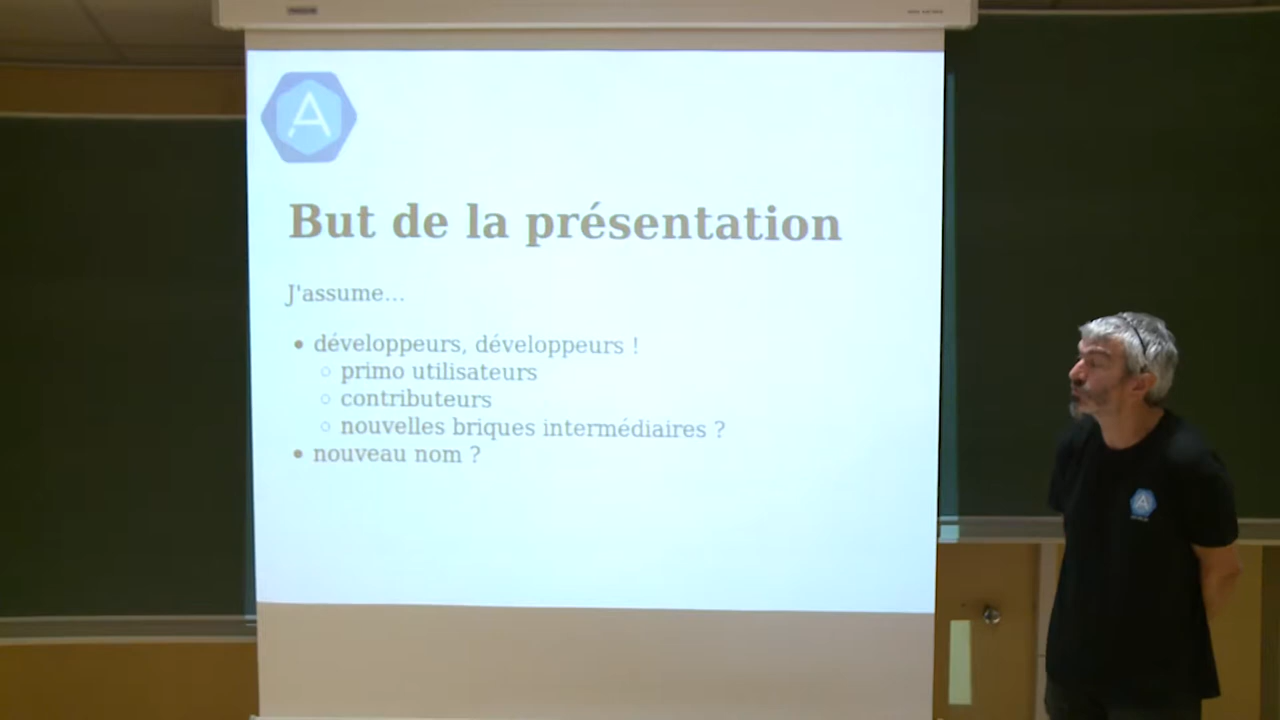 A
But de la présentation
J'assume...
développeurs, développeurs !
primo utilisateurs
contributeurs
nouvelles briques intermédiaires ?
nouveau nom ?
A